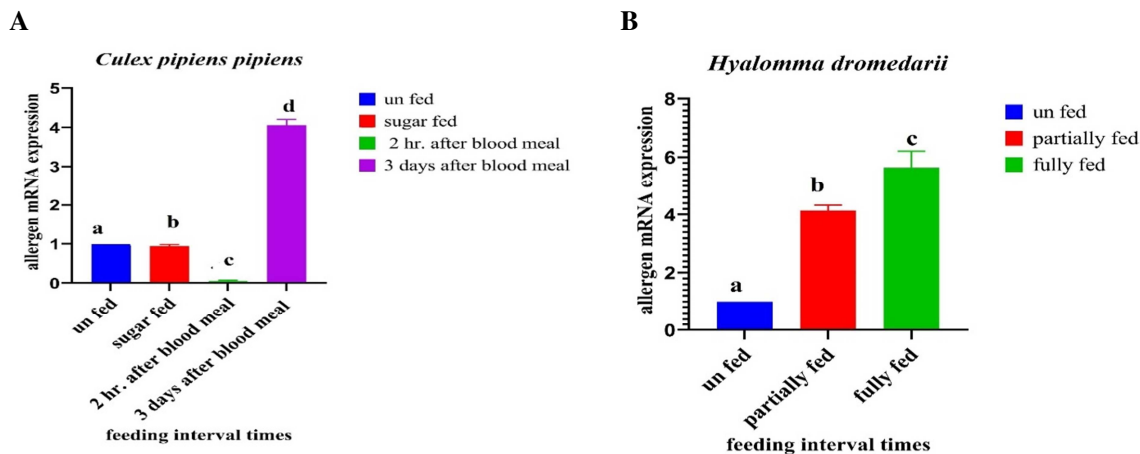 A
Culex pipiens pipiens
allergen mRNA expression
5
4
3
2
1
0
a
b
c
d
un fed
sugar fed
2 hr. after blood meal
3 days after blood meal
feeding interval times
un fed
sugar fed
2 hr. after blood meal
3 days after blood meal
B
Hyalomma dromedarii
allergen mRNA expression
8
6
4
2
0
a
b
c
un fed
partially fed
fully fed
feeding interval times
un fed
partially fed
fully fed